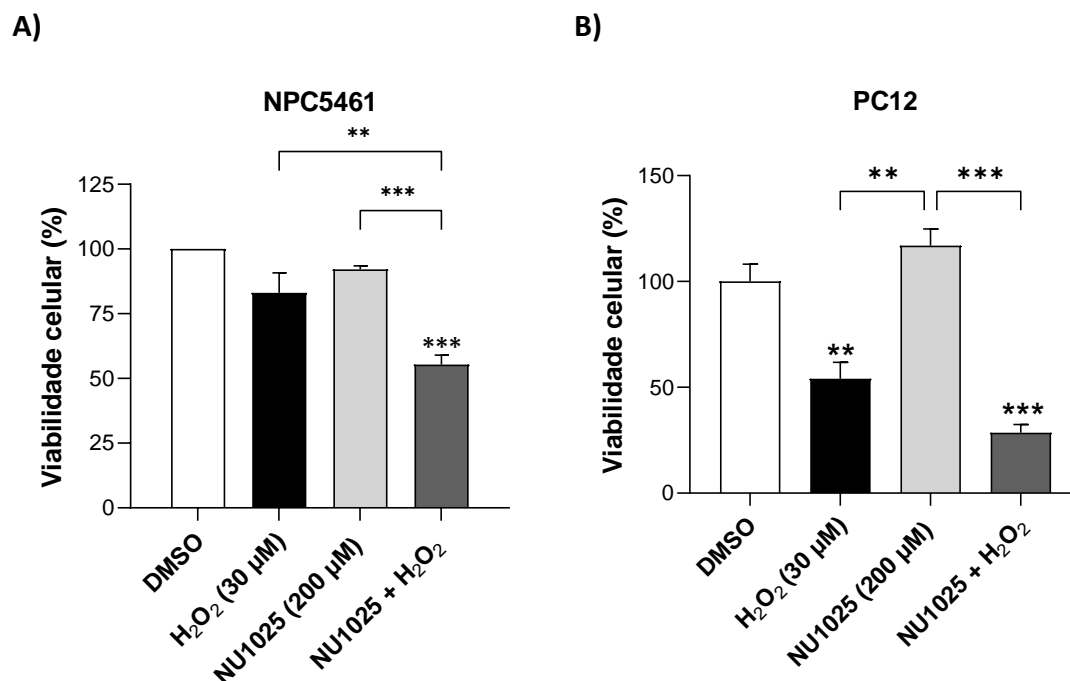 A)
NPC5461
**
***
125
100
75
50
25
0
Viabilidade celular (%)
***
DMSO
H₂O₂ (30 µM)
NU1025 (200 µM)
NU1025 + H₂O₂
B)
PC12
**
***
150
100
50
0
Viabilidade celular (%)
**
***
DMSO
H₂O₂ (30 µM)
NU1025 (200 µM)
NU1025 + H₂O₂